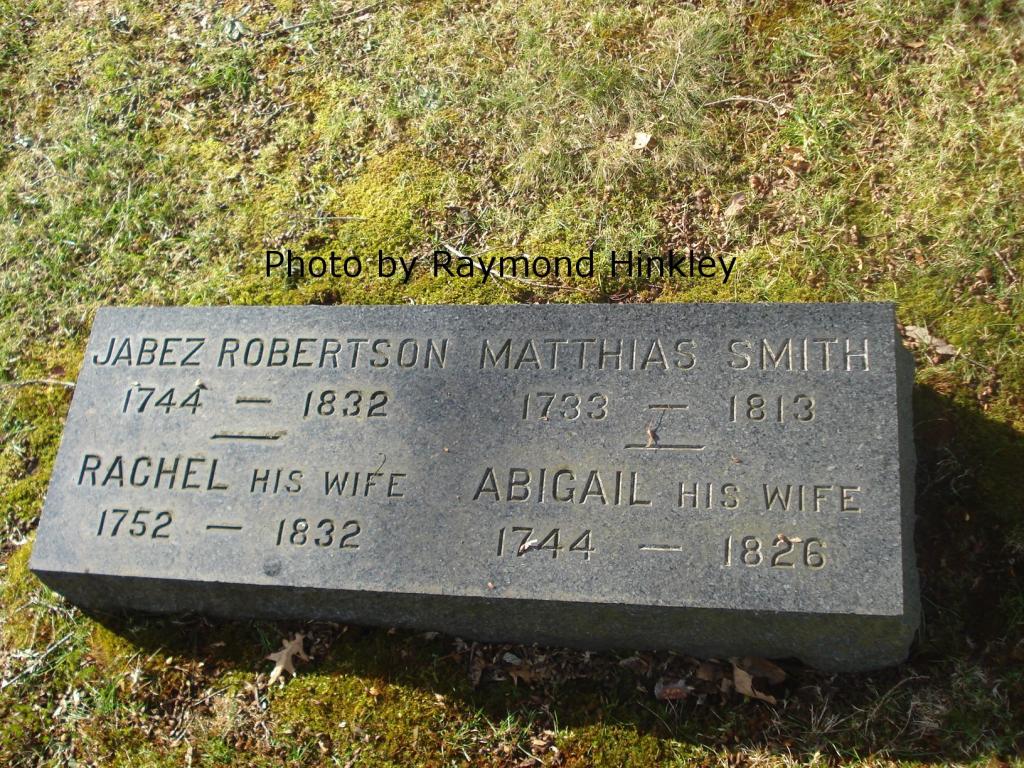 Photo by Raymond Hinkley
JABEZ ROBERTSON
1744 — 1832
RACHEL HIS WIFE
1752 — 1832
MATTHIAS SMITH
1733 — 1813
ABIGAIL HIS WIFE
1744 — 1826